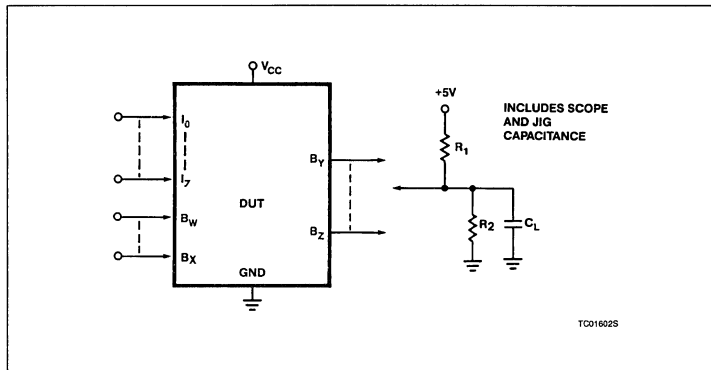 VCC
+5V
INCLUDES SCOPE
AND JIG
CAPACITANCE
I0
R1
BY
I7
DUT
BW
R2
CL
BZ
BX
GND
TC01602S